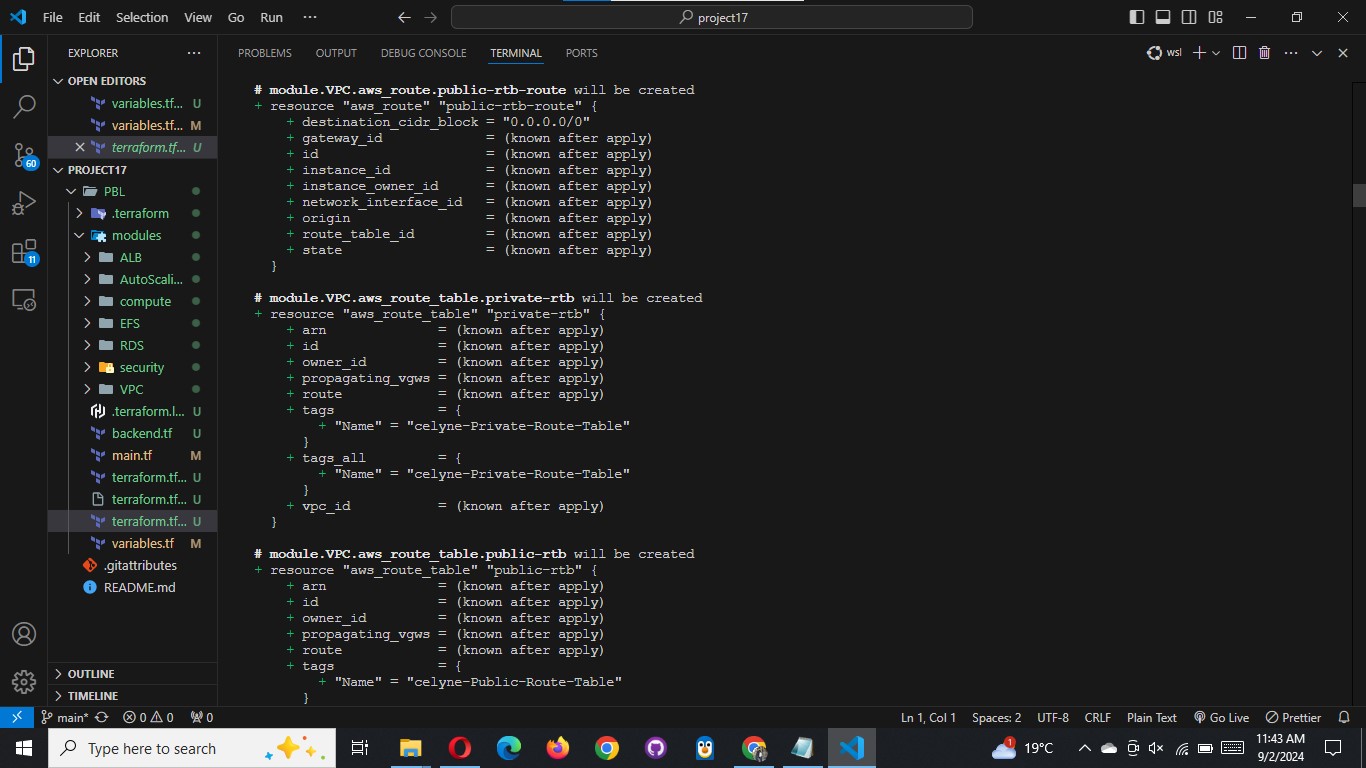 File Edit Selection View Go Run ···
project17
EXPLORER ···
OPEN EDITORS
variables.tf... U
variables.tf... M
terraform.tf... U
PROJECT17
PBL
.terraform
modules
ALB
AutoScali...
compute
EFS
RDS
security
VPC
.terraform.l... U
backend.tf U
main.tf M
terraform.tf... U
terraform.tf... U
terraform.tf... U
variables.tf M
.gitattributes
README.md
OUTLINE
TIMELINE
60
11
PROBLEMS OUTPUT DEBUG CONSOLE TERMINAL PORTS
wsl
# module.VPC.aws_route.public-rtb-route will be created
+ resource "aws_route" "public-rtb-route" {
+ destination_cidr_block = "0.0.0.0/0"
+ gateway_id = (known after apply)
+ id = (known after apply)
+ instance_id = (known after apply)
+ instance_owner_id = (known after apply)
+ network_interface_id = (known after apply)
+ origin = (known after apply)
+ route_table_id = (known after apply)
+ state = (known after apply)
}
# module.VPC.aws_route_table.private-rtb will be created
+ resource "aws_route_table" "private-rtb" {
+ arn = (known after apply)
+ id = (known after apply)
+ owner_id = (known after apply)
+ propagating_vgws = (known after apply)
+ route = (known after apply)
+ tags = {
+ "Name" = "celyne-Private-Route-Table"
}
+ tags_all = {
+ "Name" = "celyne-Private-Route-Table"
}
+ vpc_id = (known after apply)
}
# module.VPC.aws_route_table.public-rtb will be created
+ resource "aws_route_table" "public-rtb" {
+ arn = (known after apply)
+ id = (known after apply)
+ owner_id = (known after apply)
+ propagating_vgws = (known after apply)
+ route = (known after apply)
+ tags = {
+ "Name" = "celyne-Public-Route-Table"
}
main* 0 0 0
Ln 1, Col 1 Spaces: 2 UTF-8 CRLF Plain Text Go Live Prettier
Type here to search
1
19°C
11:43 AM
9/2/2024